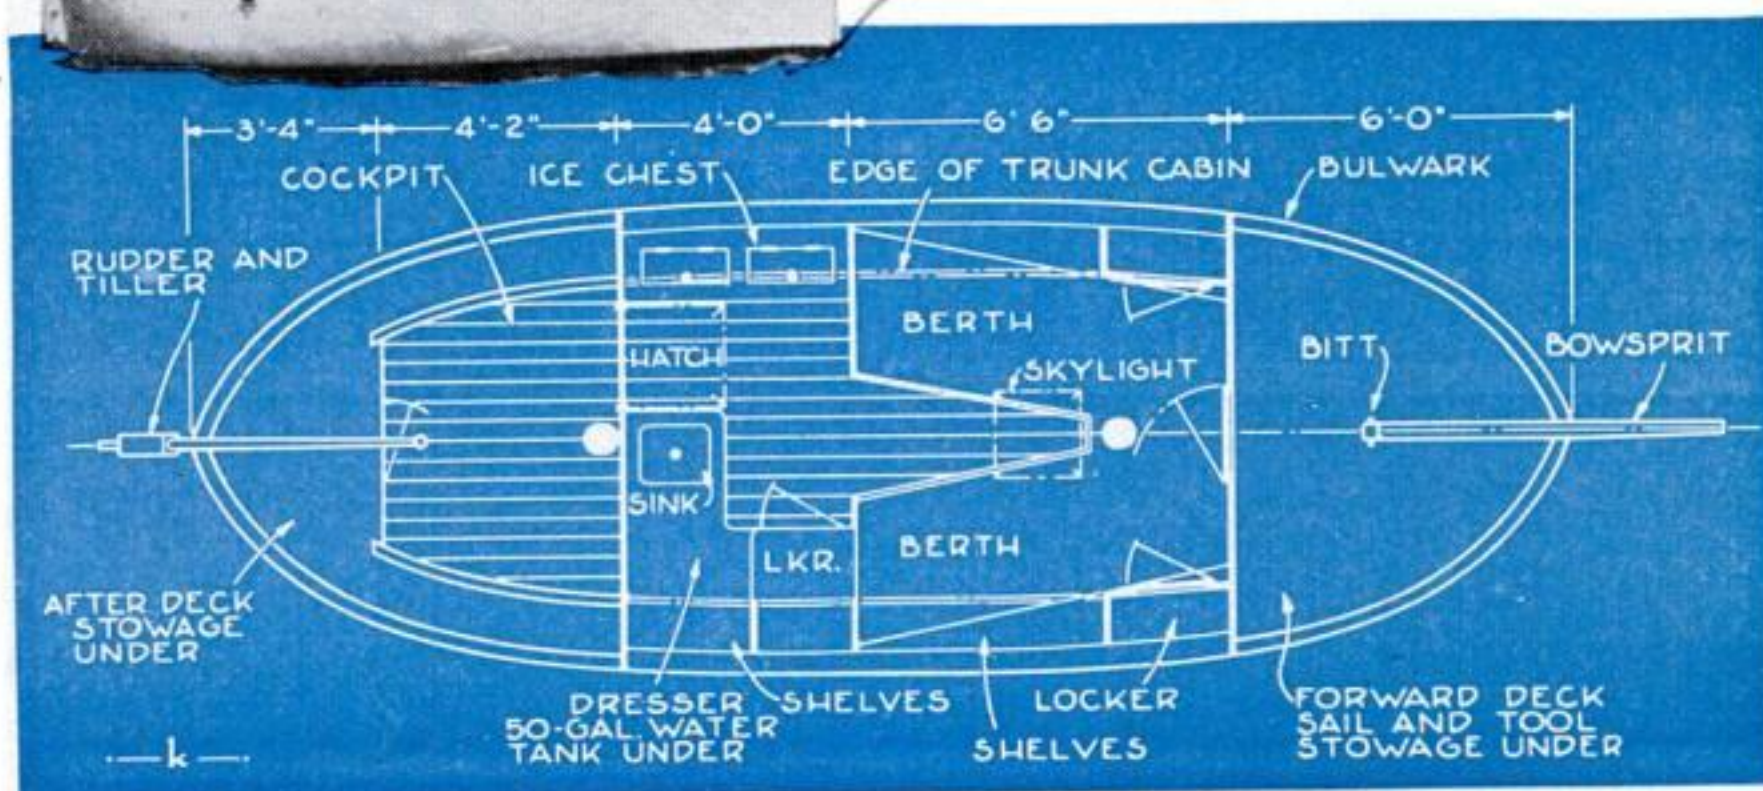 3'-4" 4'-2" 4'-0" 6' 6" 6'-0"
COCKPIT ICE CHEST EDGE OF TRUNK CABIN BULWARK
RUDDER AND
TILLER
BERTH
HATCH
SKYLIGHT
BITT
BOWSPRIT
SINK
LKR.
BERTH
AFTER DECK
STOWAGE
UNDER
DRESSER
50-GAL. WATER
TANK UNDER
SHELVES
LOCKER
SHELVES
FORWARD DECK
SAIL AND TOOL
STOWAGE UNDER
k